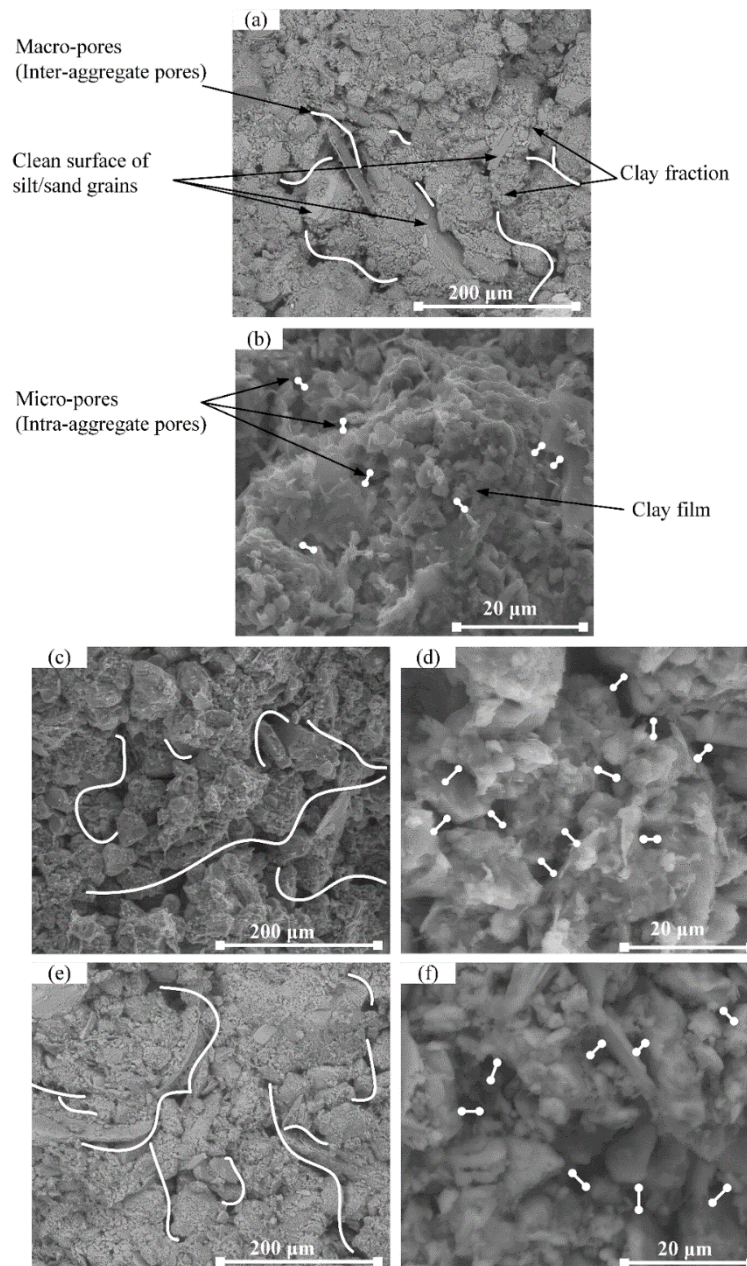 (a)
Macro-pores
(Inter-aggregate pores)
Clean surface of
silt/sand grains
Clay fraction
200 μm
(b)
Micro-pores
(Intra-aggregate pores)
Clay film
20 μm
(c)
200 μm
(d)
20 μm
(e)
200 μm
(f)
20 μm